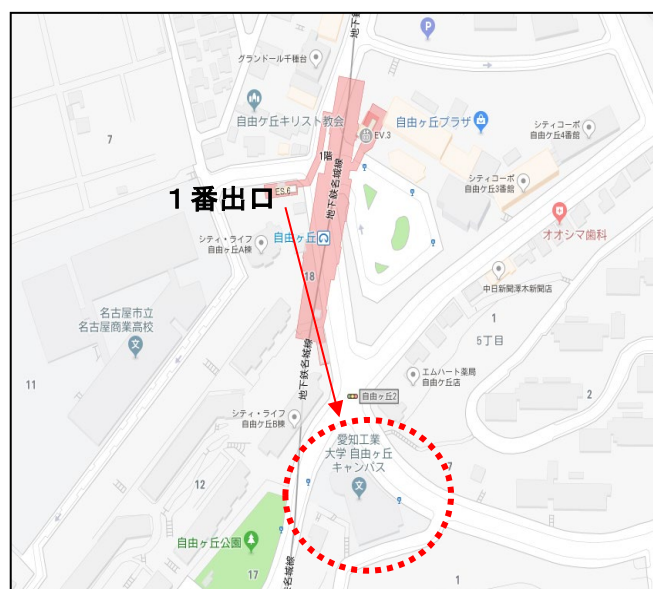 地下
P
グランドール千種台
自由ケ丘キリスト教会
EV.3
自由ヶ丘プラザ
シティコーポ
自由ケ丘4番館
7
1番
地下鉄名城線
シティコーポ
自由ケ丘3番館
ES.6
1番出口
オオシマ歯科
シティ・ライフ
自由ケ丘A棟
自由ヶ丘
18
中日新聞澤木新聞店
名古屋市立
名古屋商業高校
1
5丁目
地下鉄名城線
エムハート薬局
自由ケ丘店
11
2
自由ヶ丘2
シティ・ライフ
自由ケ丘B棟
愛知工業
大学 自由ヶ丘
キャンパス
7
12
自由ヶ丘公園
17
名城線
1